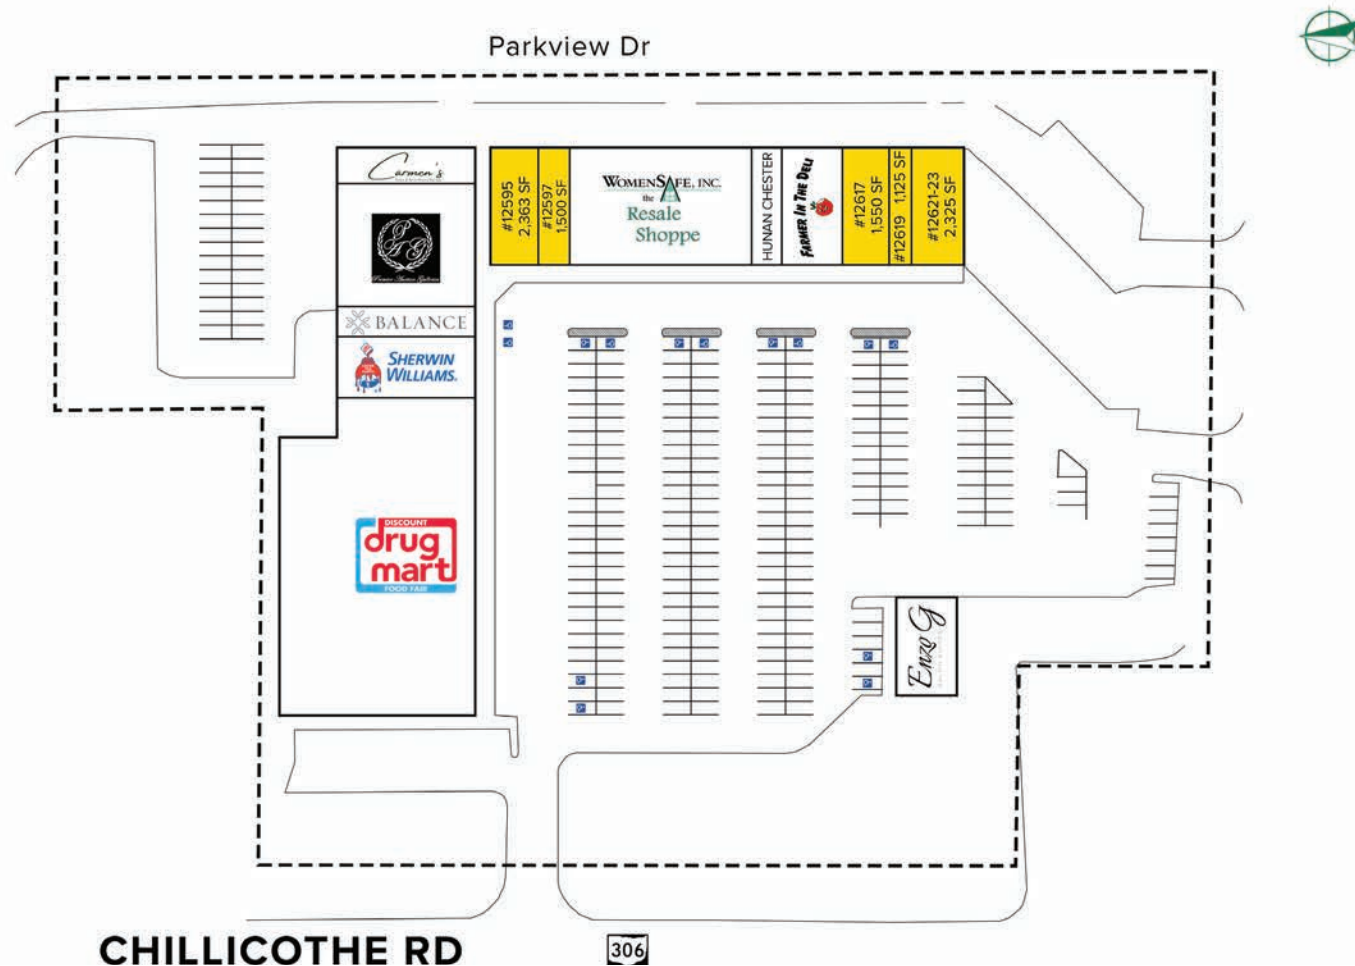 Parkview Dr
Carmen's
P
A G
BALANCE
SHERWIN
WILLIAMS.
DISCOUNT
drug
mart
FOOD FAIR
#12595
2,363 SF
#12597
1,500 SF
WOMENSAFE, INC.
the
Resale
Shoppe
HUNAN CHESTER
FARMER IN THE DELI
#12617
1,550 SF
#12619 1,125 SF
#12621-23
2,325 SF
Enzo G
CHILLICOTHE RD
306